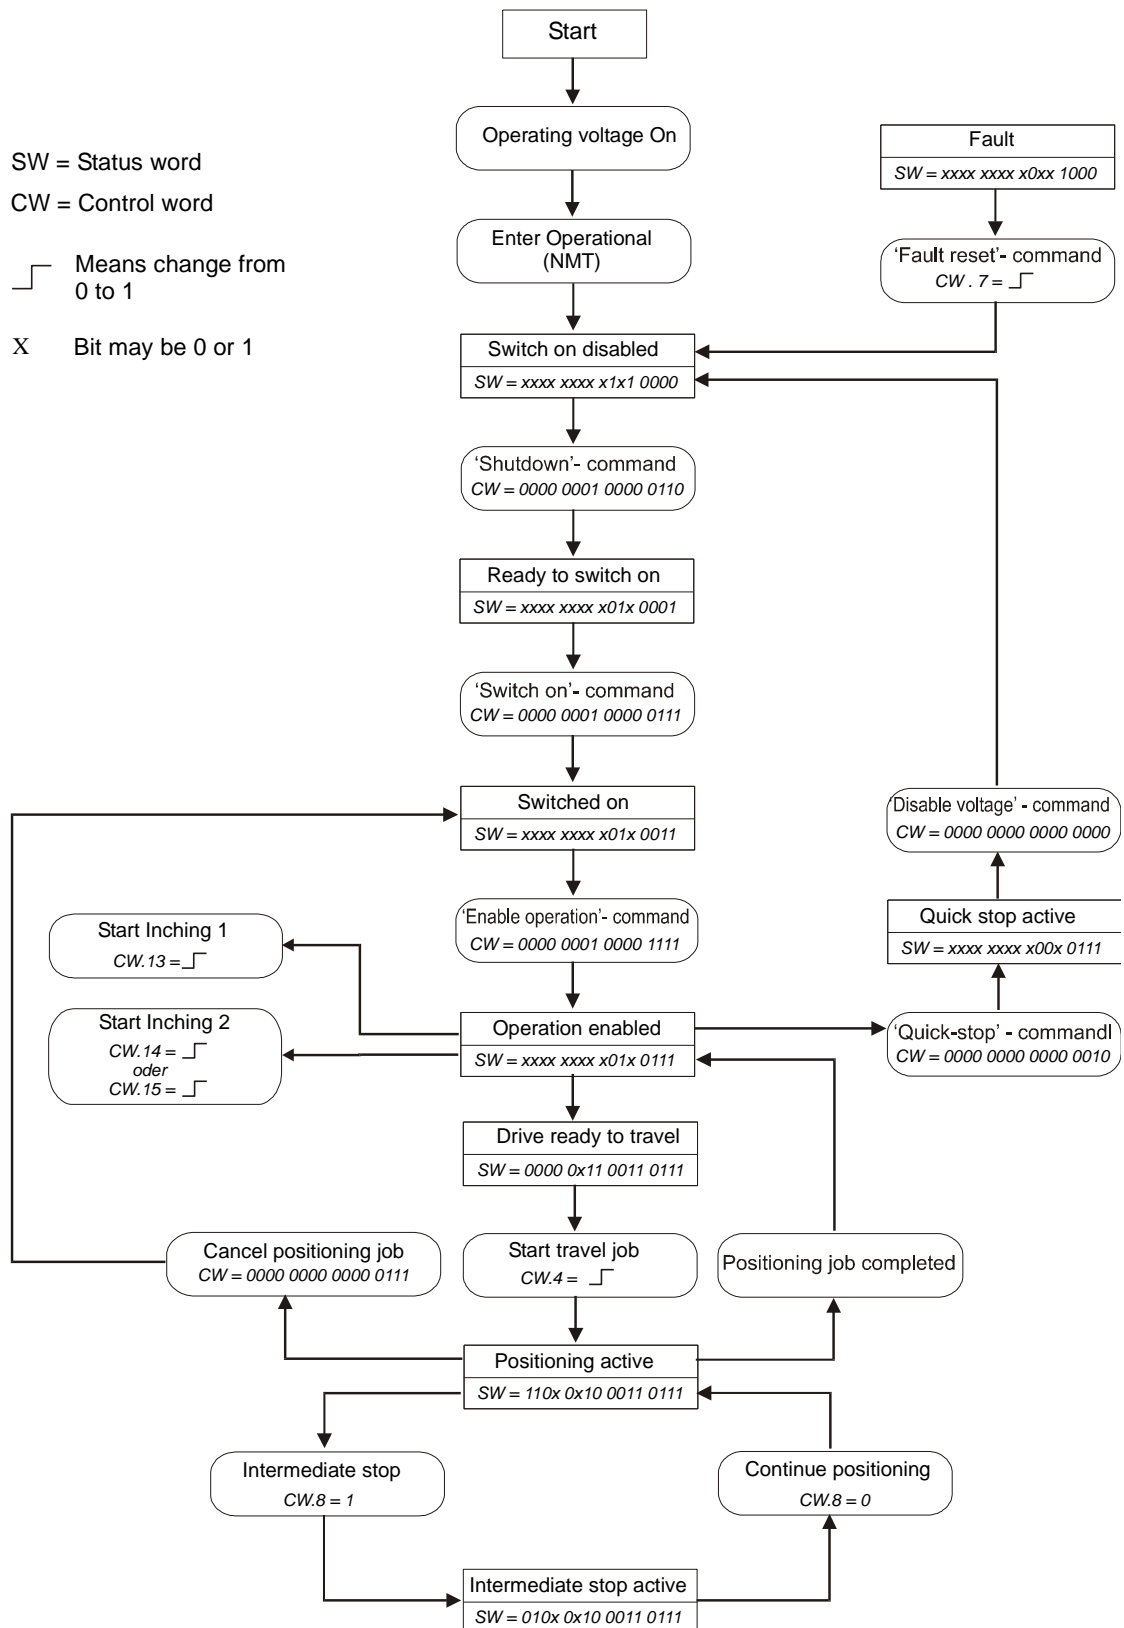 Start
Operating voltage On
SW = Status word
CW = Control word
Means change from
0 to 1
X Bit may be 0 or 1
Fault
SW = xxxx xxxx x0xx 1000
Enter Operational
(NMT)
'Fault reset'- command
CW . 7 =
Switch on disabled
SW = xxxx xxxx x1x1 0000
'Shutdown'- command
CW = 0000 0001 0000 0110
Ready to switch on
SW = xxxx xxxx x01x 0001
'Switch on'- command
CW = 0000 0001 0000 0111
Switched on
SW = xxxx xxxx x01x 0011
'Disable voltage' - command
CW = 0000 0000 0000 0000
'Enable operation'- command
CW = 0000 0001 0000 1111
Quick stop active
SW = xxxx xxxx x00x 0111
Start Inching 1
CW.13 =
Start Inching 2
CW.14 =
oder
CW.15 =
Operation enabled
SW = xxxx xxxx x01x 0111
'Quick-stop' - commandl
CW = 0000 0000 0000 0010
Drive ready to travel
SW = 0000 0x11 0011 0111
Cancel positioning job
CW = 0000 0000 0000 0111
Start travel job
CW.4 =
Positioning job completed
Positioning active
SW = 110x 0x10 0011 0111
Intermediate stop
CW.8 = 1
Continue positioning
CW.8 = 0
Intermediate stop active
SW = 010x 0x10 0011 0111